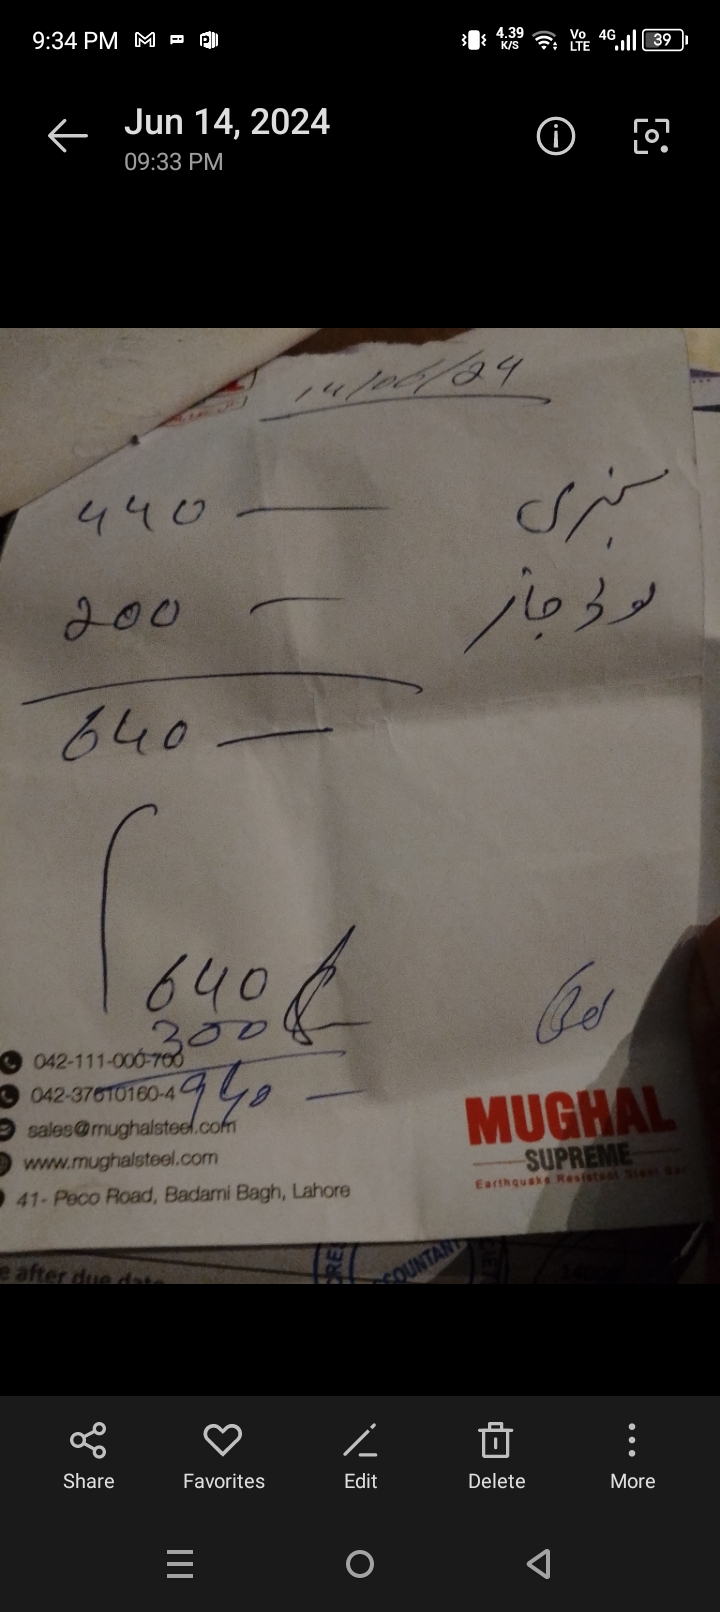 9:34 PM 4.39 K/S Vo LTE 4G 39
Jun 14, 2024
09:33 PM
14/06/24
440 — سبزی
200 — لوڈ جاز
640 —
640
300
940 —
042-111-000-700
042-37610160-4
sales@mughalsteel.com
www.mughalsteel.com
41- Peco Road, Badami Bagh, Lahore
MUGHAL
SUPREME
Earthquake Resistant Steel Bar
e after due date
COUNTANT
Share Favorites Edit Delete More